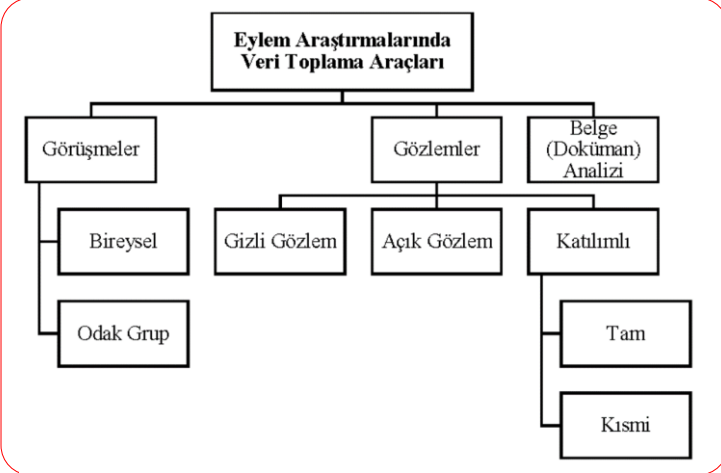 Eylem Araştırmalarında
Veri Toplama Araçları
Görüşmeler
Gözlemler
Belge
(Doküman)
Analizi
Bireysel
Gizli Gözlem
Açık Gözlem
Katılımlı
Odak Grup
Tam
Kısmi